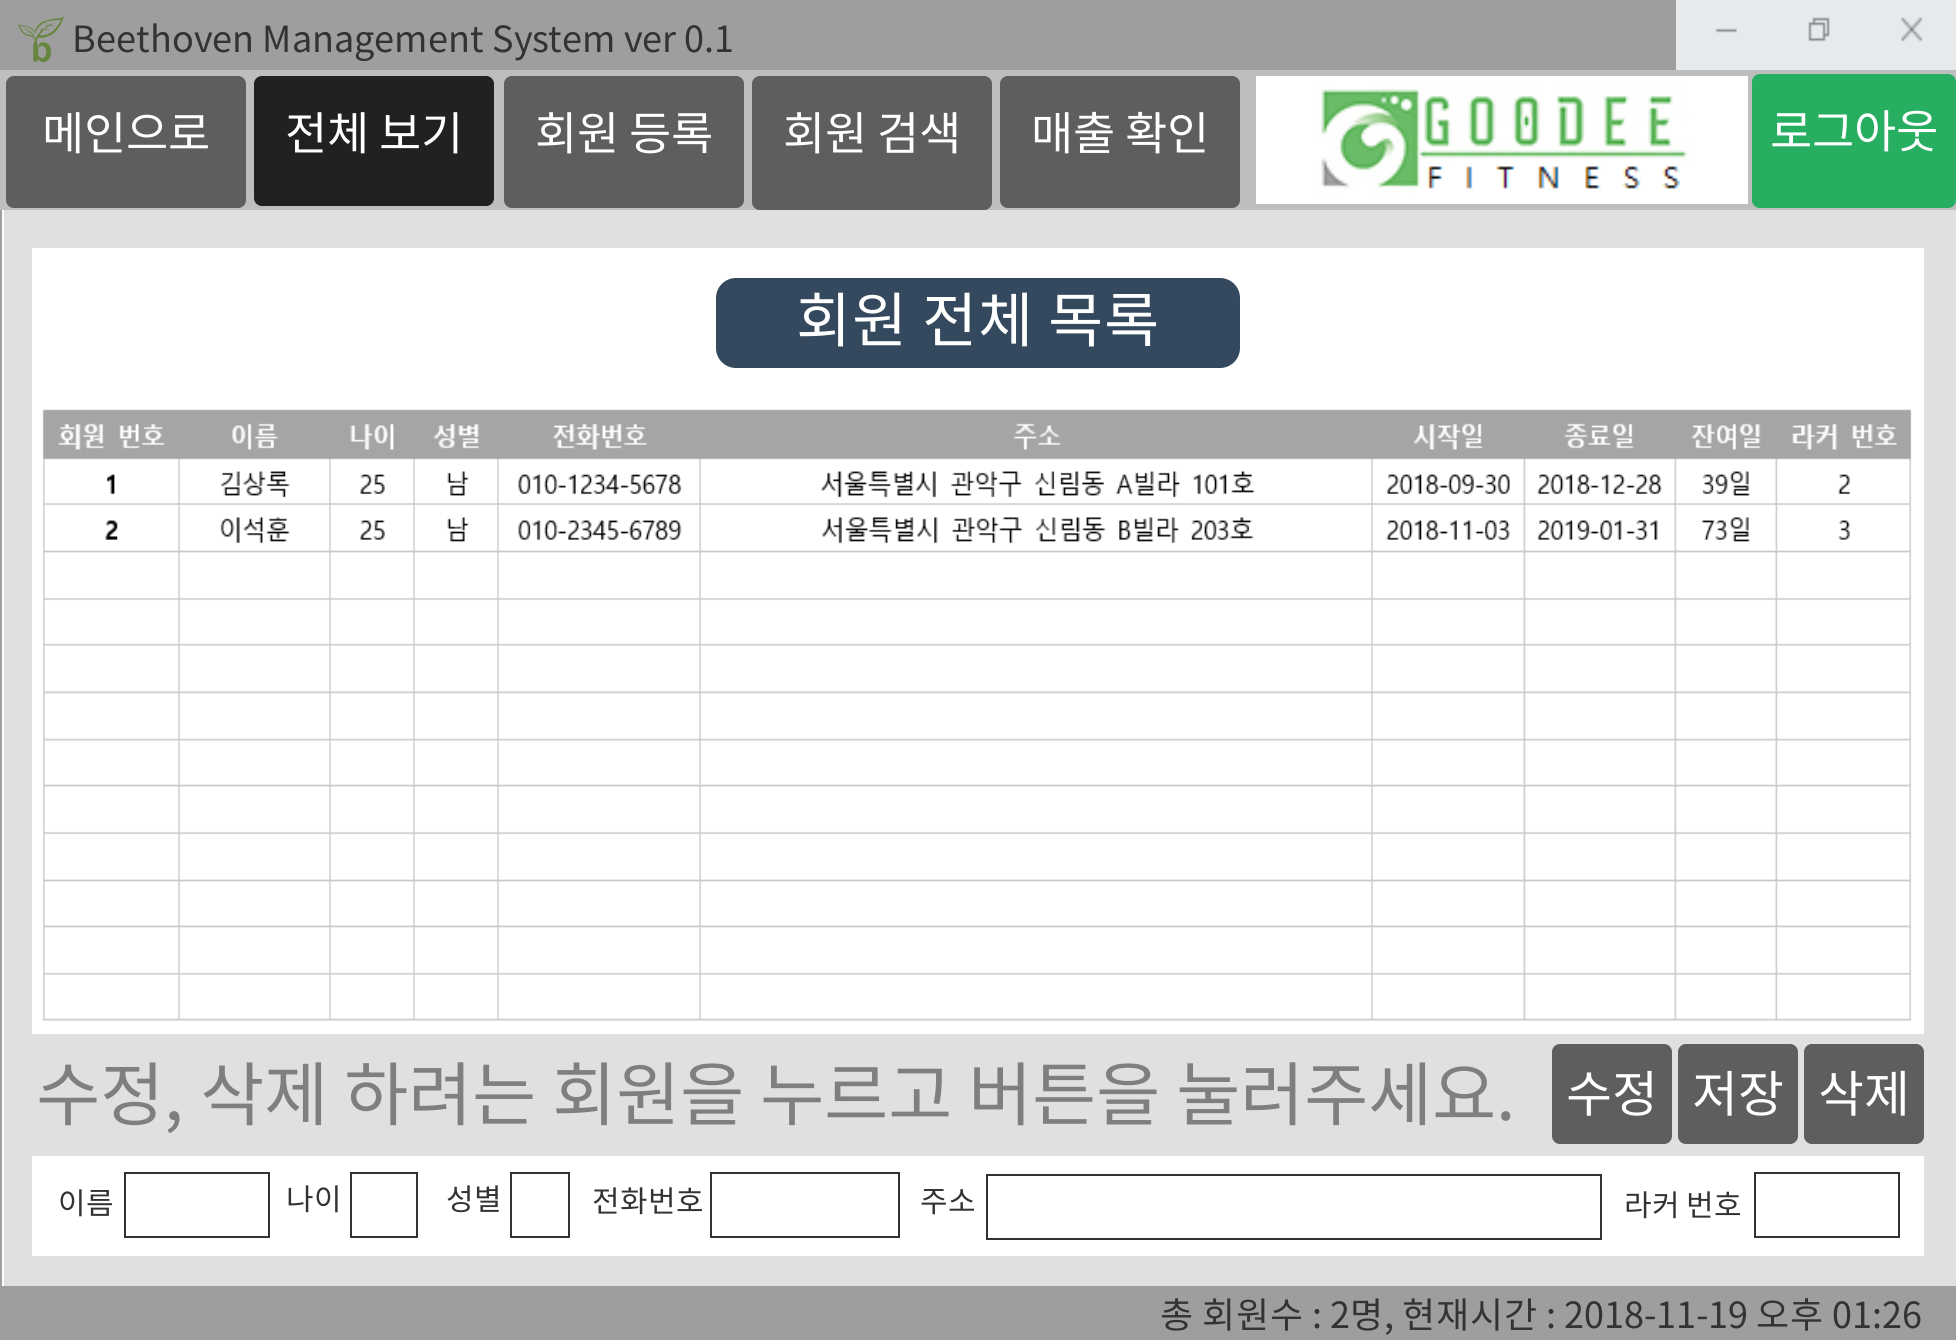 b Beethoven Management System ver 0.1
메인으로 전체 보기 회원 등록 회원 검색 매출 확인 GOODEE FITNESS 로그아웃
회원 전체 목록
회원 번호 이름 나이 성별 전화번호 주소 시작일 종료일 잔여일 라커 번호
1 김상록 25 남 010-1234-5678 서울특별시 관악구 신림동 A빌라 101호 2018-09-30 2018-12-28 39일 2
2 이석훈 25 남 010-2345-6789 서울특별시 관악구 신림동 B빌라 203호 2018-11-03 2019-01-31 73일 3
수정, 삭제 하려는 회원을 누르고 버튼을 눌러주세요. 수정 저장 삭제
이름 나이 성별 전화번호 주소 라커 번호
총 회원수 : 2명, 현재시간 : 2018-11-19 오후 01:26